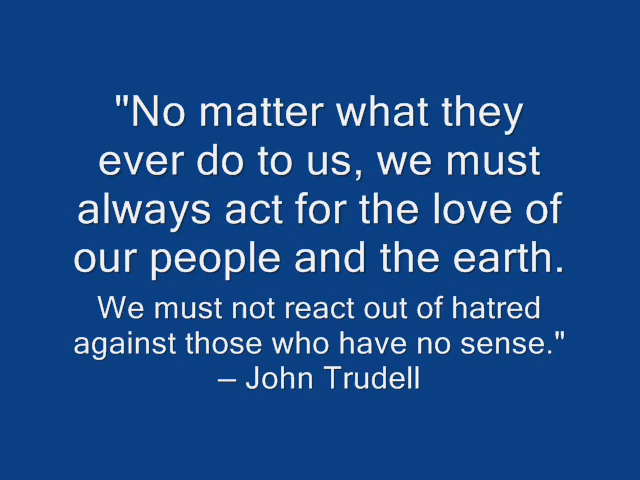 "No matter what they
ever do to us, we must
always act for the love of
our people and the earth.
We must not react out of hatred
against those who have no sense."
– John Trudell